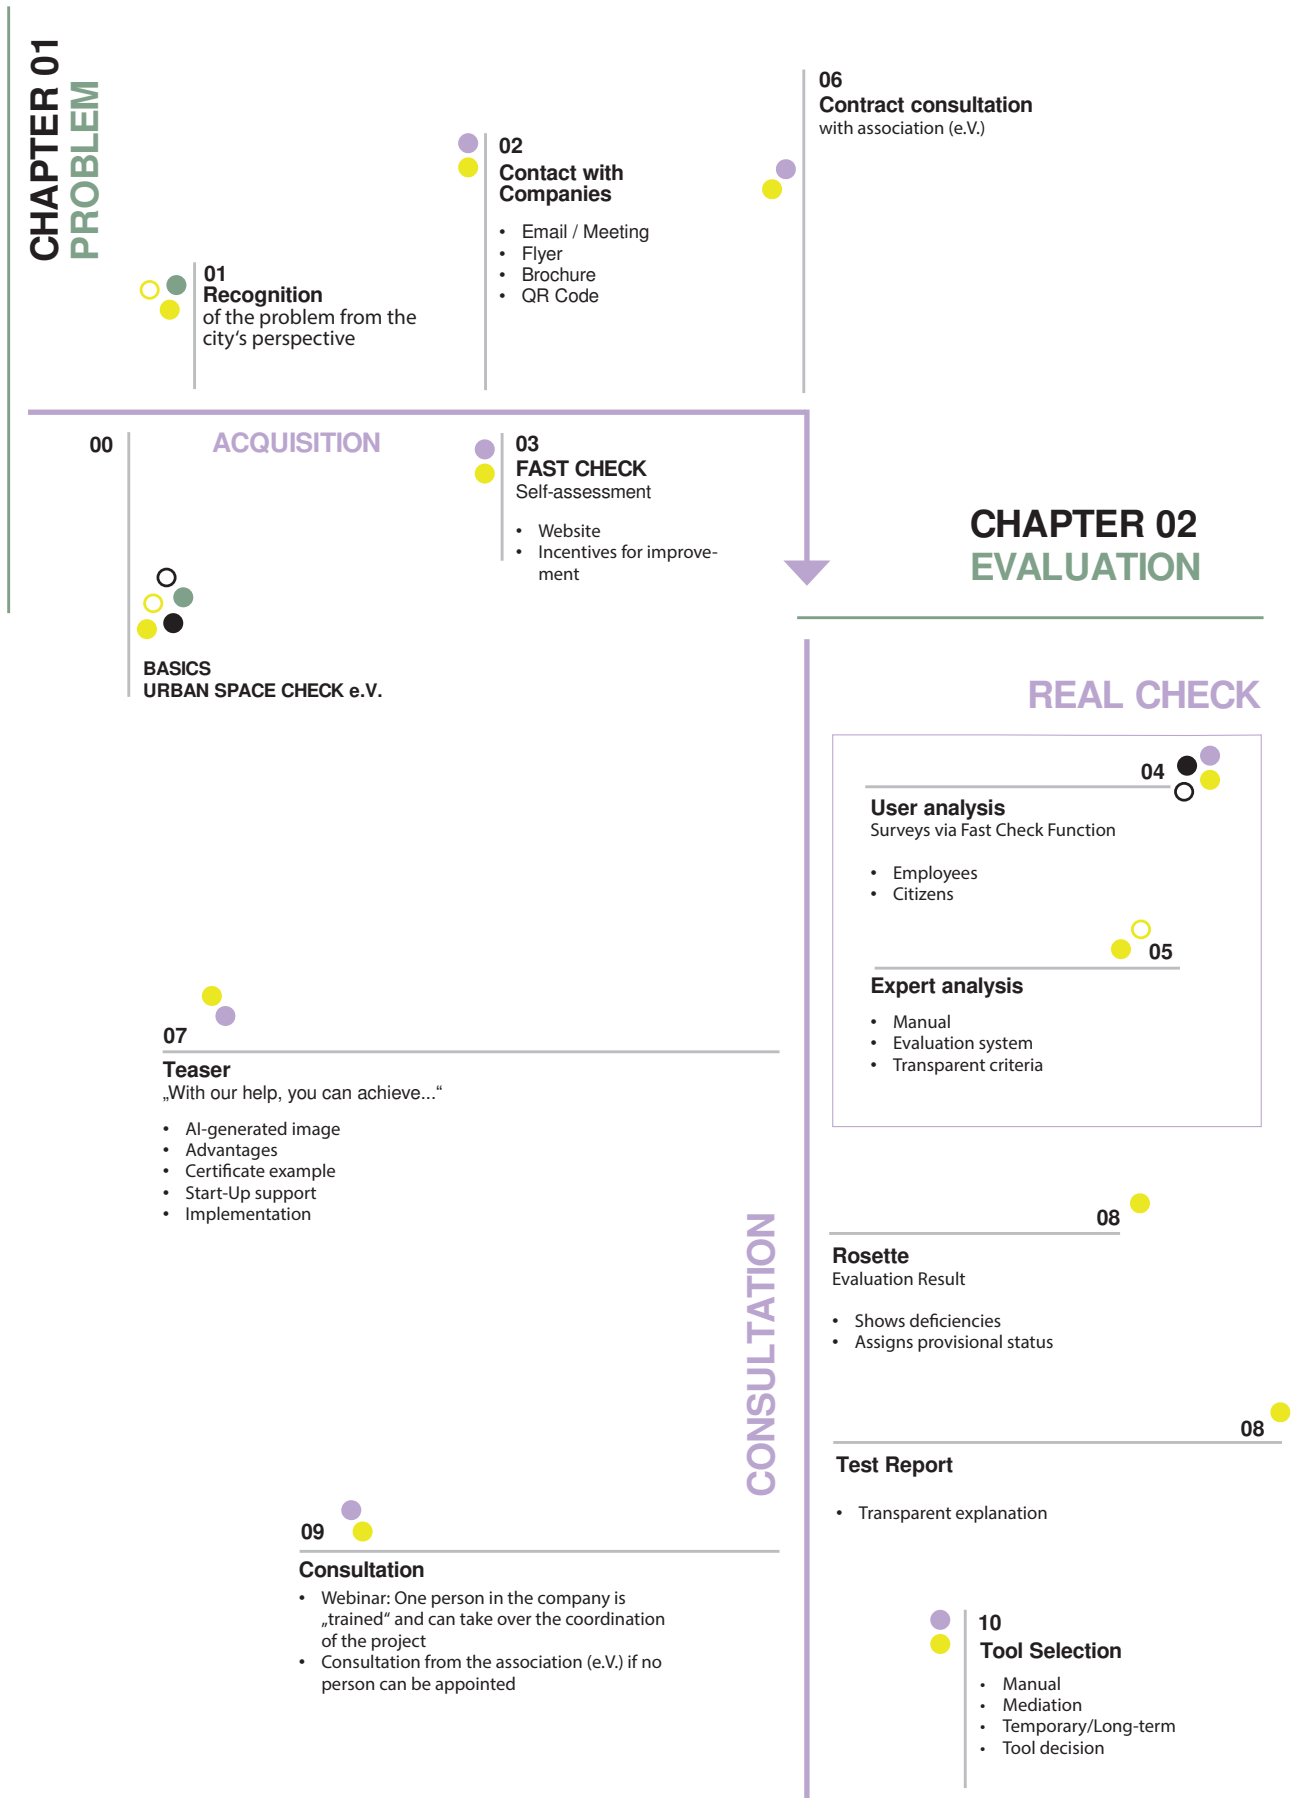 CHAPTER 01
PROBLEM
01
Recognition
of the problem from the
city‘s perspective
02
Contact with
Companies
• Email / Meeting
• Flyer
• Brochure
• QR Code
06
Contract consultation
with association (e.V.)
00
ACQUISITION
BASICS
URBAN SPACE CHECK e.V.
03
FAST CHECK
Self-assessment
• Website
• Incentives for improve-
ment
CHAPTER 02
EVALUATION
REAL CHECK
04
User analysis
Surveys via Fast Check Function
• Employees
• Citizens
05
Expert analysis
• Manual
• Evaluation system
• Transparent criteria
07
Teaser
„With our help, you can achieve...“
• AI-generated image
• Advantages
• Certificate example
• Start-Up support
• Implementation
CONSULTATION
08
Rosette
Evaluation Result
• Shows deficiencies
• Assigns provisional status
08
Test Report
• Transparent explanation
09
Consultation
• Webinar: One person in the company is
„trained“ and can take over the coordination
of the project
• Consultation from the association (e.V.) if no
person can be appointed
10
Tool Selection
• Manual
• Mediation
• Temporary/Long-term
• Tool decision